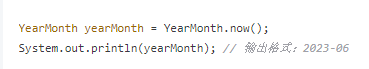 YearMonth yearMonth = YearMonth.now();
System.out.println(yearMonth); // 输出格式：2023-06